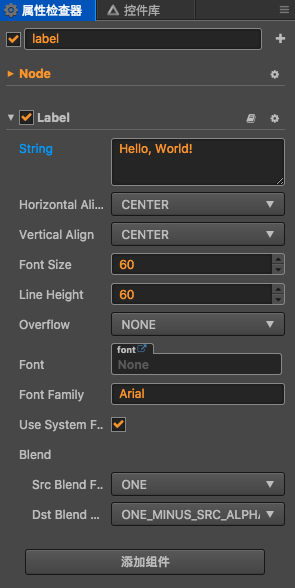 属性检查器 控件库
label
Node
Label
String Hello, World!
Horizontal Ali... CENTER
Vertical Align CENTER
Font Size 60
Line Height 60
Overflow NONE
font
Font None
Font Family Arial
Use System F..
Blend
Src Blend F.. ONE
Dst Blend ... ONE_MINUS_SRC_ALPHA
添加组件